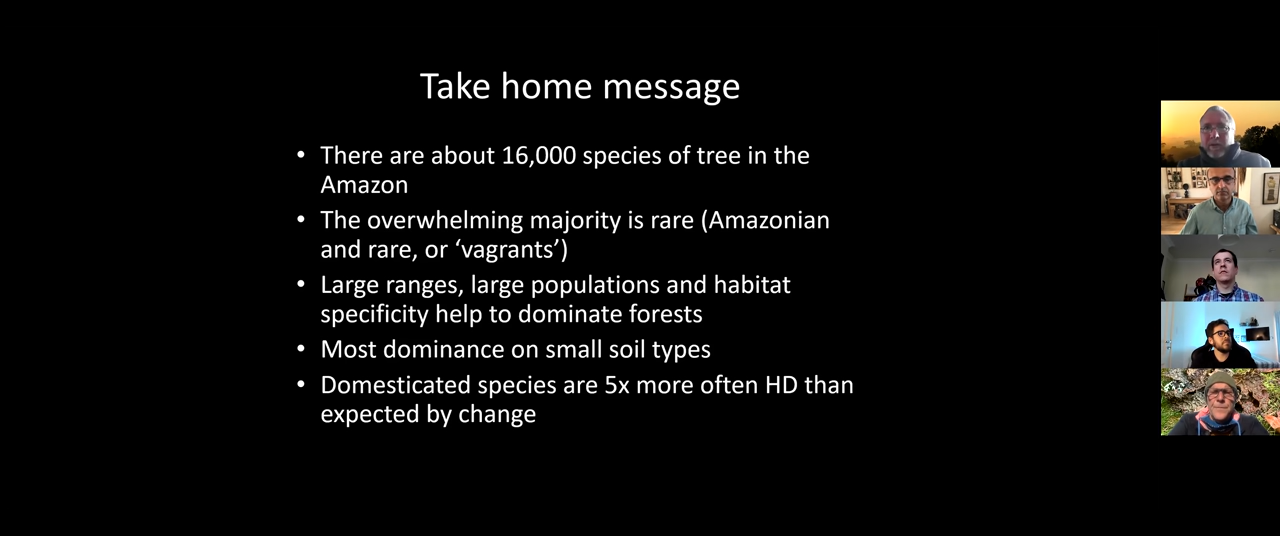 Take home message
• There are about 16,000 species of tree in the
Amazon
• The overwhelming majority is rare (Amazonian
and rare, or ‘vagrants’)
• Large ranges, large populations and habitat
specificity help to dominate forests
• Most dominance on small soil types
• Domesticated species are 5x more often HD than
expected by change